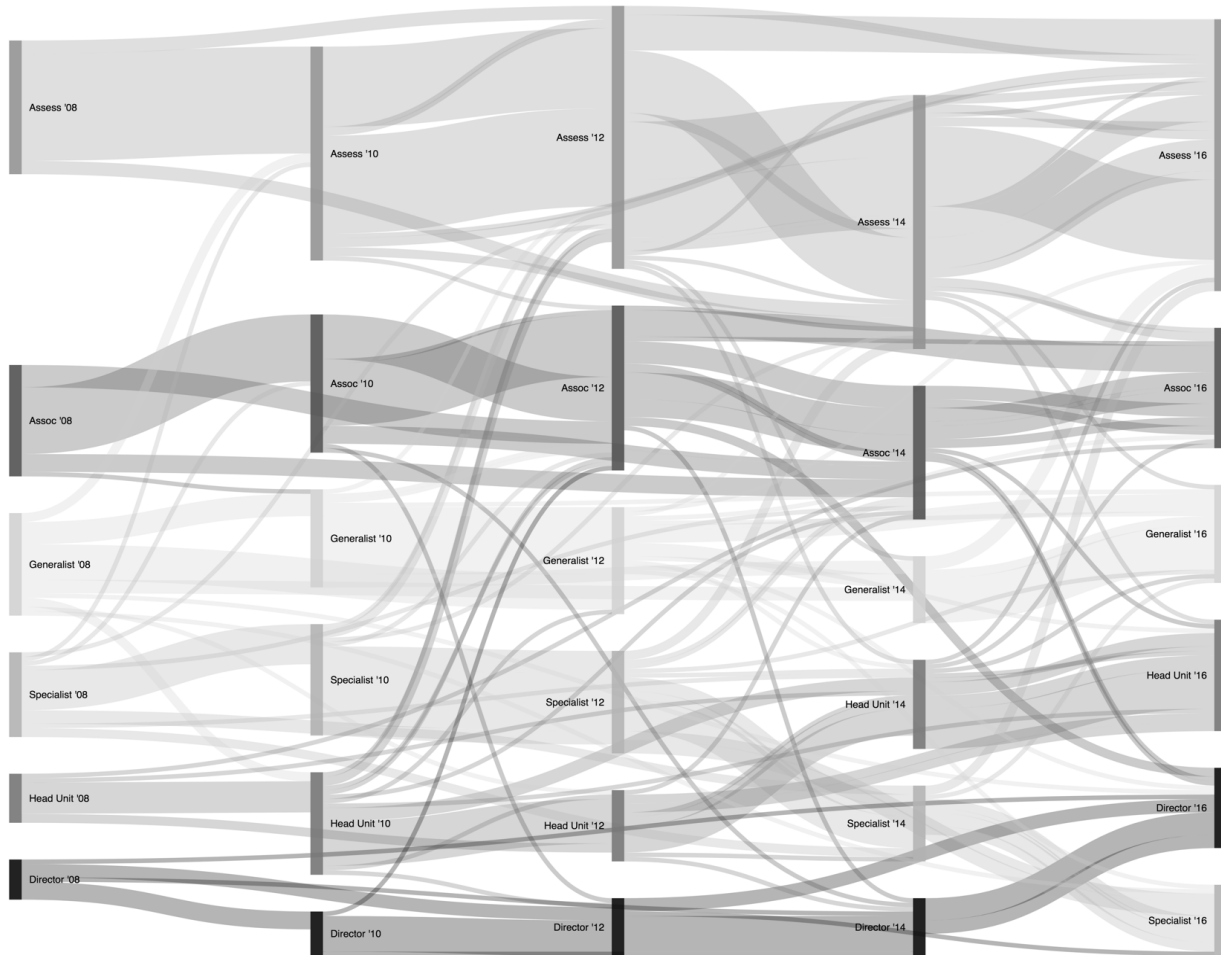 Assess '08
Assoc '08
Generalist '08
Specialist '08
Head Unit '08
Director '08
Assess '10
Assoc '10
Generalist '10
Specialist '10
Head Unit '10
Director '10
Assess '12
Assoc '12
Generalist '12
Specialist '12
Head Unit '12
Director '12
Assess '14
Assoc '14
Generalist '14
Head Unit '14
Specialist '14
Director '14
Assess '16
Assoc '16
Generalist '16
Head Unit '16
Director '16
Specialist '16